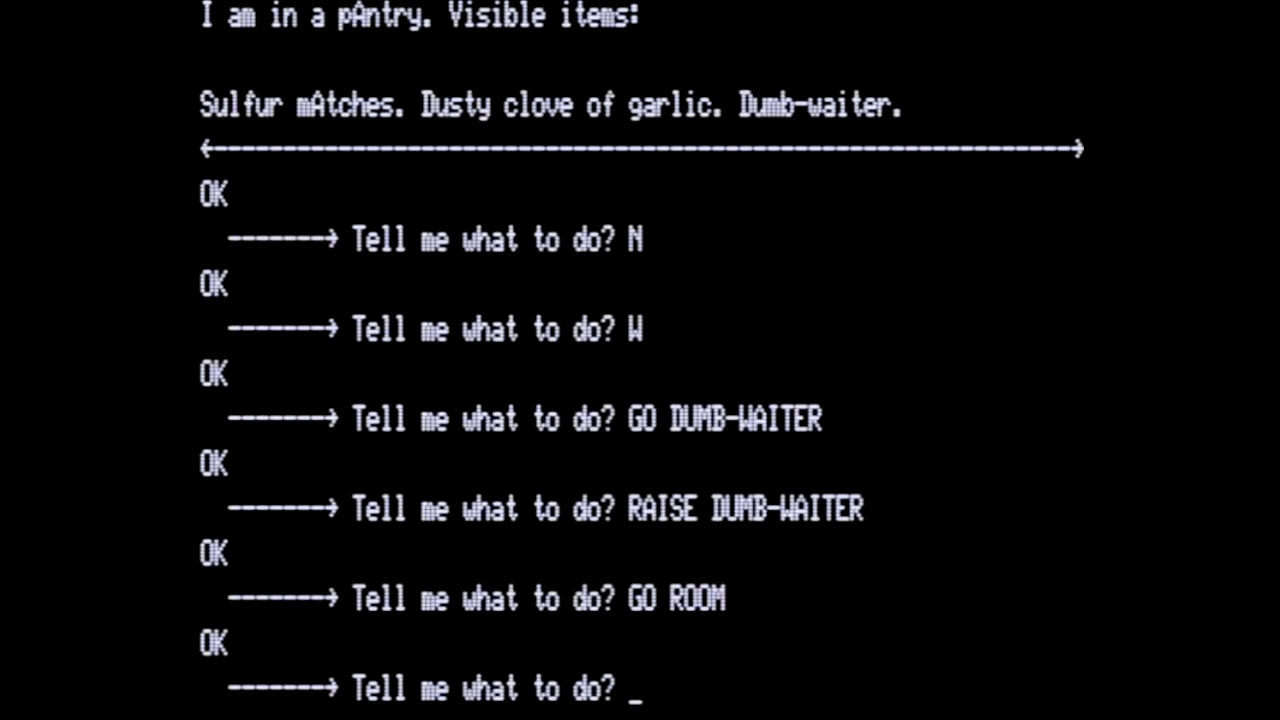 I am in a pAntry. Visible items:
Sulfur mAtches. Dusty clove of garlic. Dumb-waiter.
<---------------------------------------------------------------->
OK
-------> Tell me what to do? N
OK
-------> Tell me what to do? W
OK
-------> Tell me what to do? GO DUMB-WAITER
OK
-------> Tell me what to do? RAISE DUMB-WAITER
OK
-------> Tell me what to do? GO ROOM
OK
-------> Tell me what to do? _